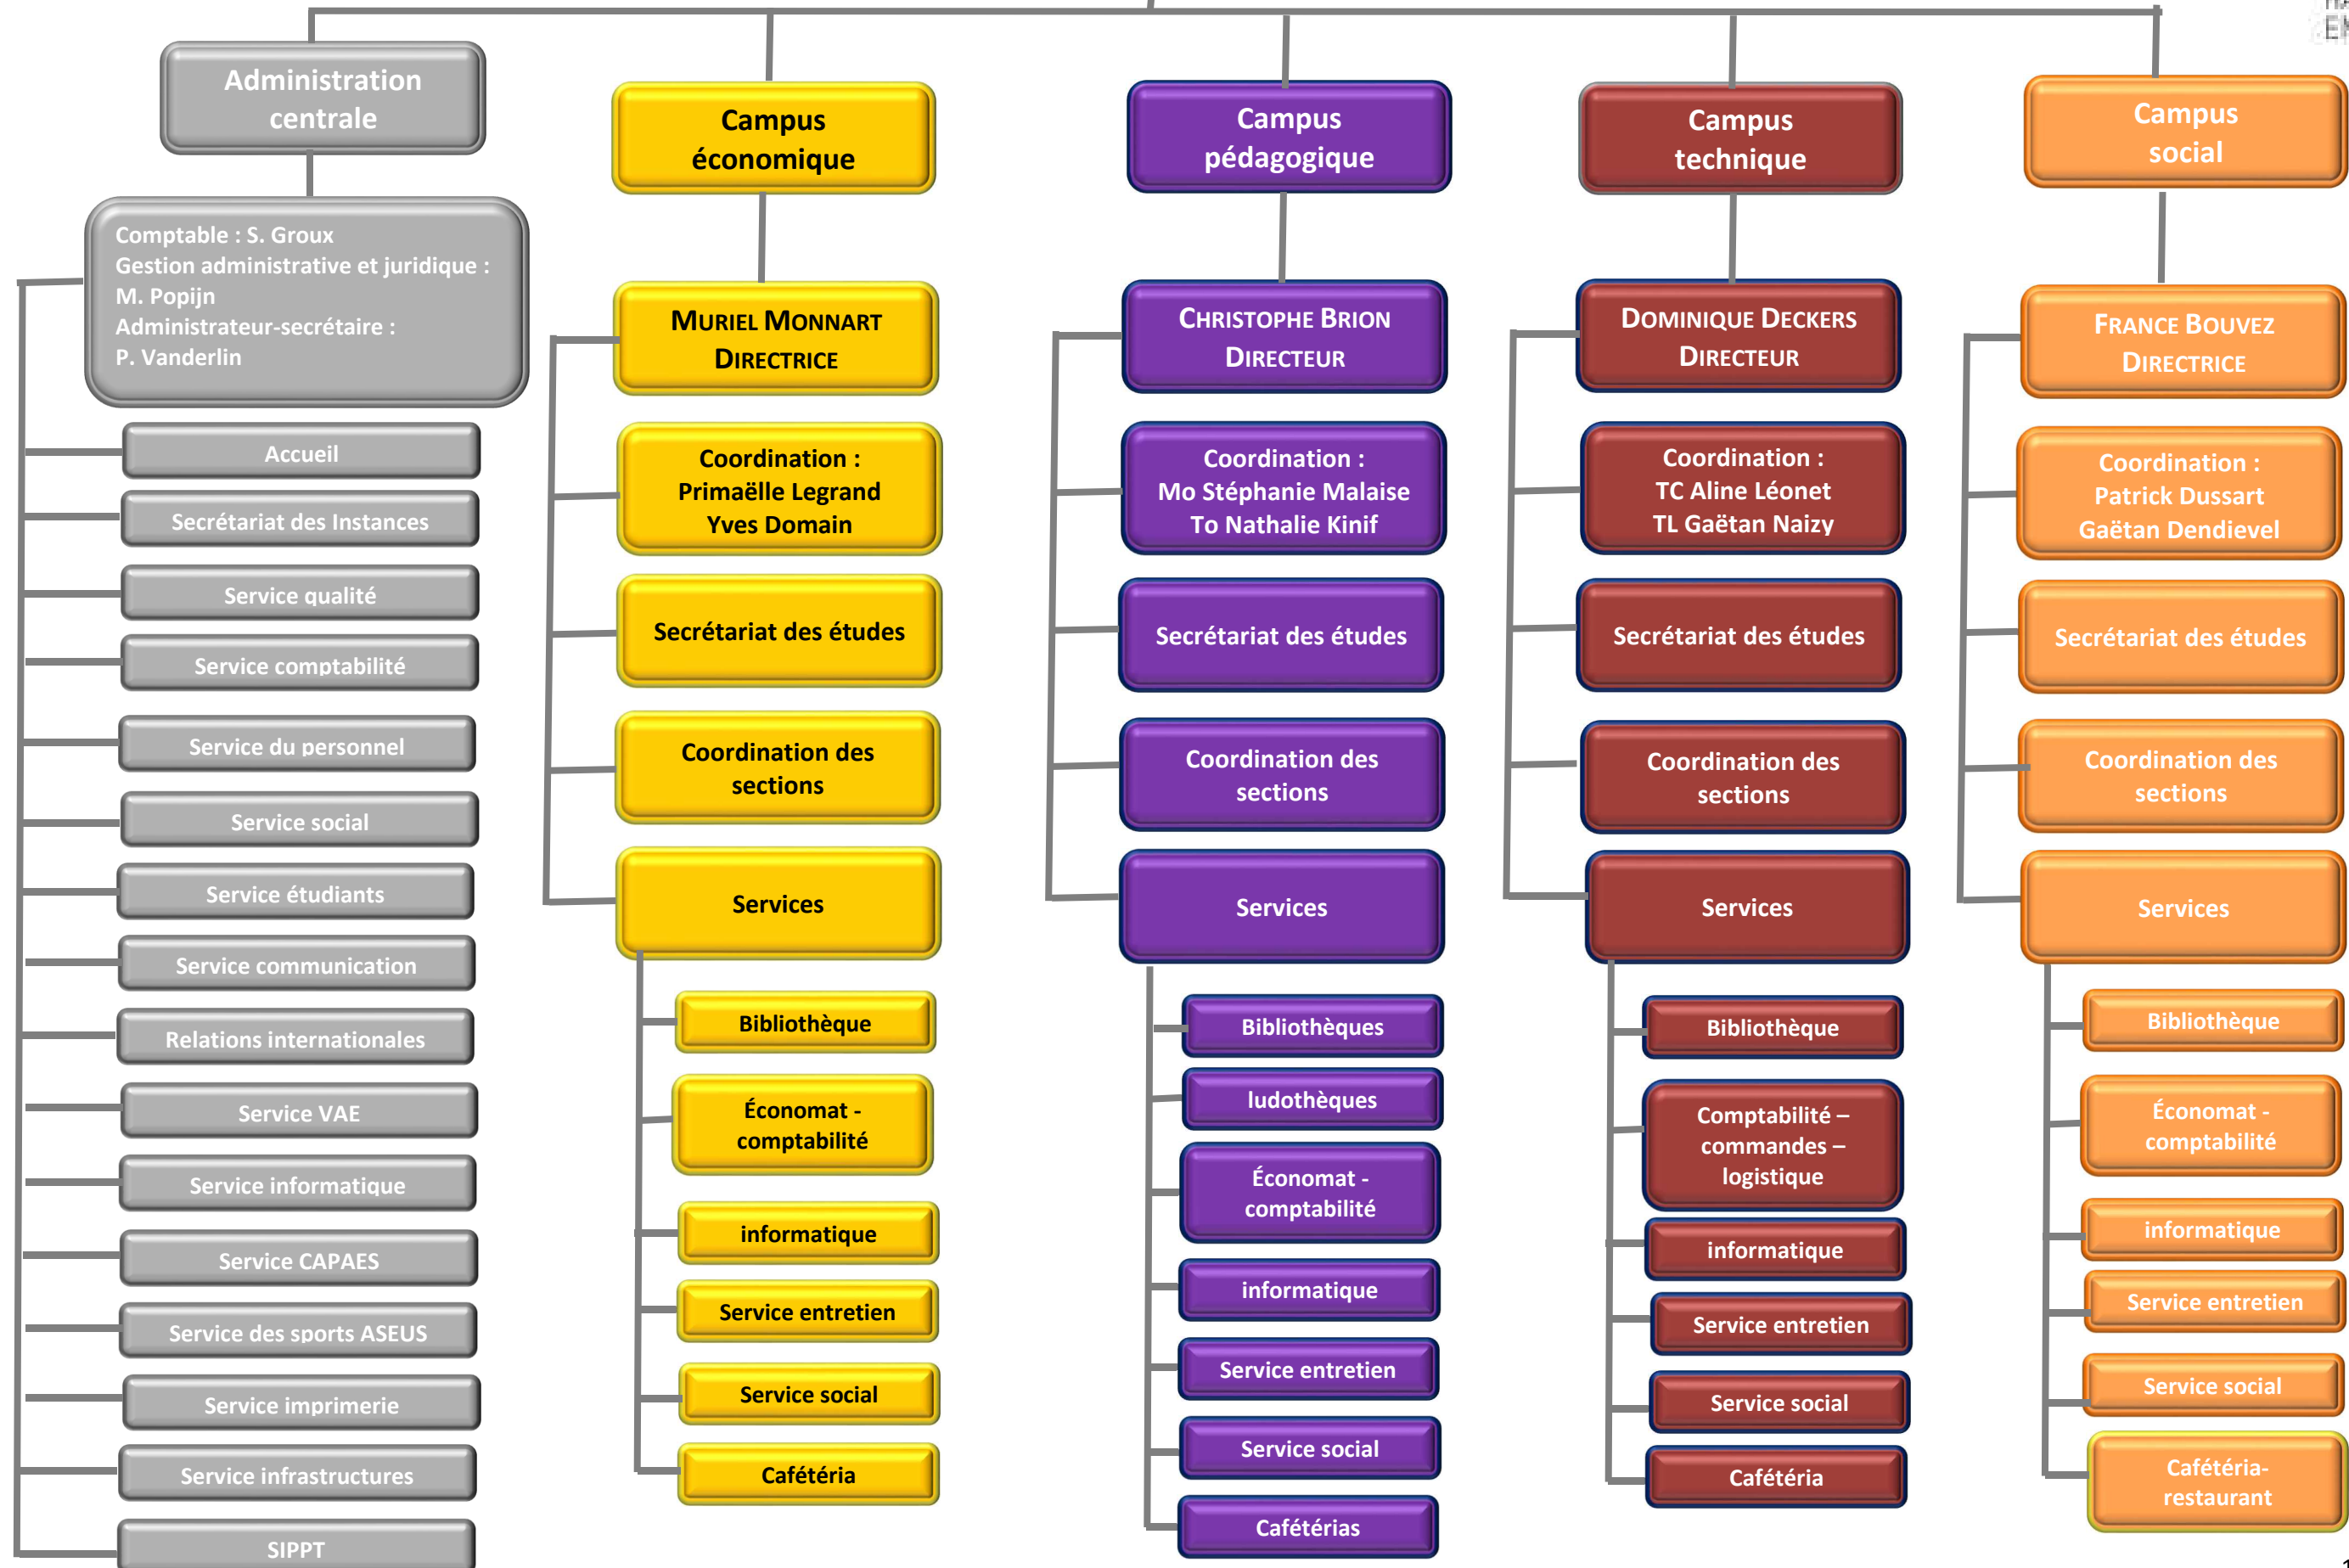 Administration
centrale
Comptable : S. Groux
Gestion administrative et juridique :
M. Popijn
Administrateur-secrétaire :
P. Vanderlin
Accueil
Secrétariat des Instances
Service qualité
Service comptabilité
Service du personnel
Service social
Service étudiants
Service communication
Relations internationales
Service VAE
Service informatique
Service CAPAES
Service des sports ASEUS
Service imprimerie
Service infrastructures
SIPPT
Campus
économique
MURIEL MONNART
DIRECTRICE
Coordination :
Primaëlle Legrand
Yves Domain
Secrétariat des études
Coordination des
sections
Services
Bibliothèque
Économat -
comptabilité
informatique
Service entretien
Service social
Cafétéria
Campus
pédagogique
CHRISTOPHE BRION
DIRECTEUR
Coordination :
Mo Stéphanie Malaise
To Nathalie Kinif
Secrétariat des études
Coordination des
sections
Services
Bibliothèques
ludothèques
Économat -
comptabilité
informatique
Service entretien
Service social
Cafétérias
Campus
technique
DOMINIQUE DECKERS
DIRECTEUR
Coordination :
TC Aline Léonet
TL Gaëtan Naizy
Secrétariat des études
Coordination des
sections
Services
Bibliothèque
Comptabilité –
commandes –
logistique
informatique
Service entretien
Service social
Cafétéria
Campus
social
FRANCE BOUVEZ
DIRECTRICE
Coordination :
Patrick Dussart
Gaëtan Dendievel
Secrétariat des études
Coordination des
sections
Services
Bibliothèque
Économat -
comptabilité
informatique
Service entretien
Service social
Cafétéria-
restaurant